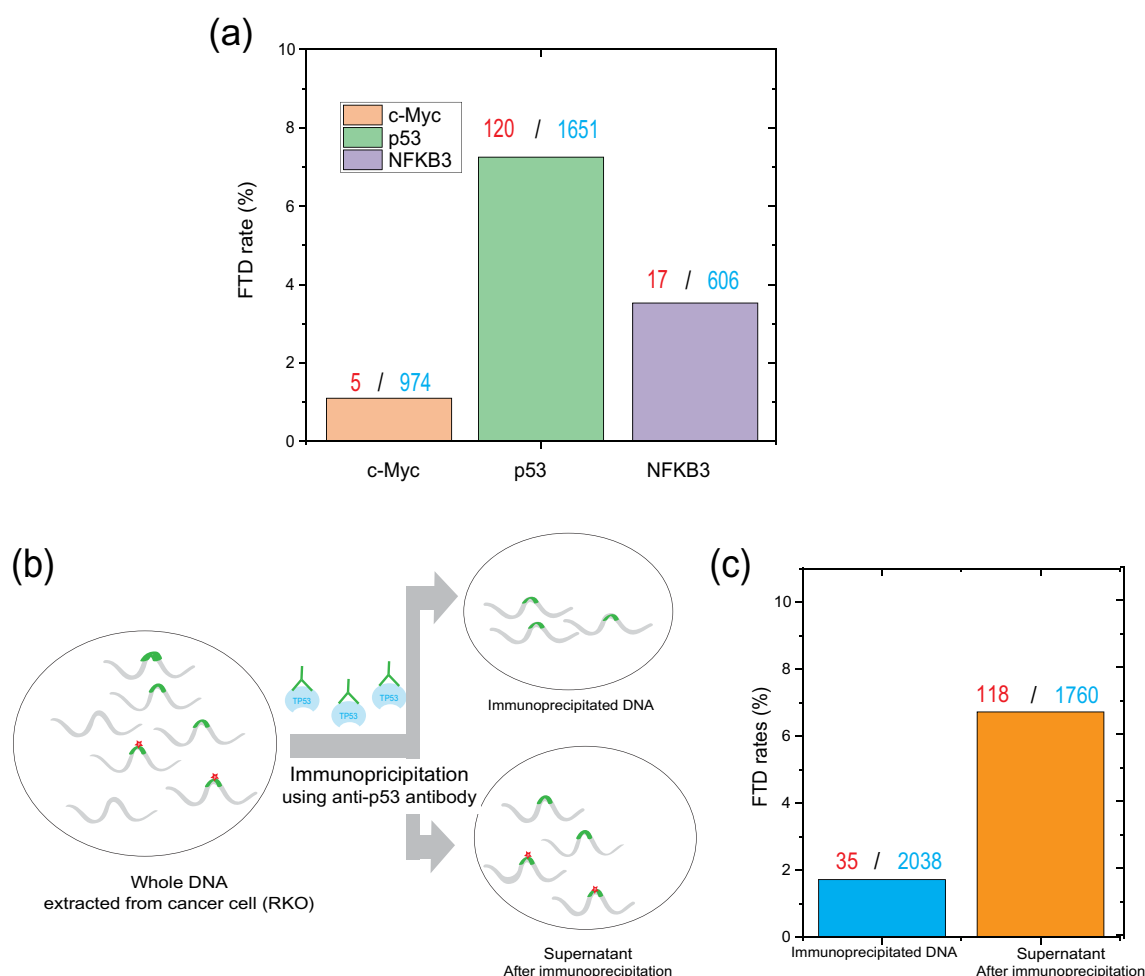 (a)
10
8
6
4
2
0
FTD rate (%)
c-Myc
p53
NFKB3
5 / 974
120 / 1651
17 / 606
c-Myc
p53
NFKB3
(b)
Whole DNA
extracted from cancer cell (RKO)
TP53
TP53
TP53
Immunopricipitation
using anti-p53 antibody
Immunoprecipitated DNA
Supernatant
After immunoprecipitation
(c)
10
8
6
4
2
0
FTD rates (%)
35 / 2038
118 / 1760
Immunoprecipitated DNA
Supernatant
After immunoprecipitation